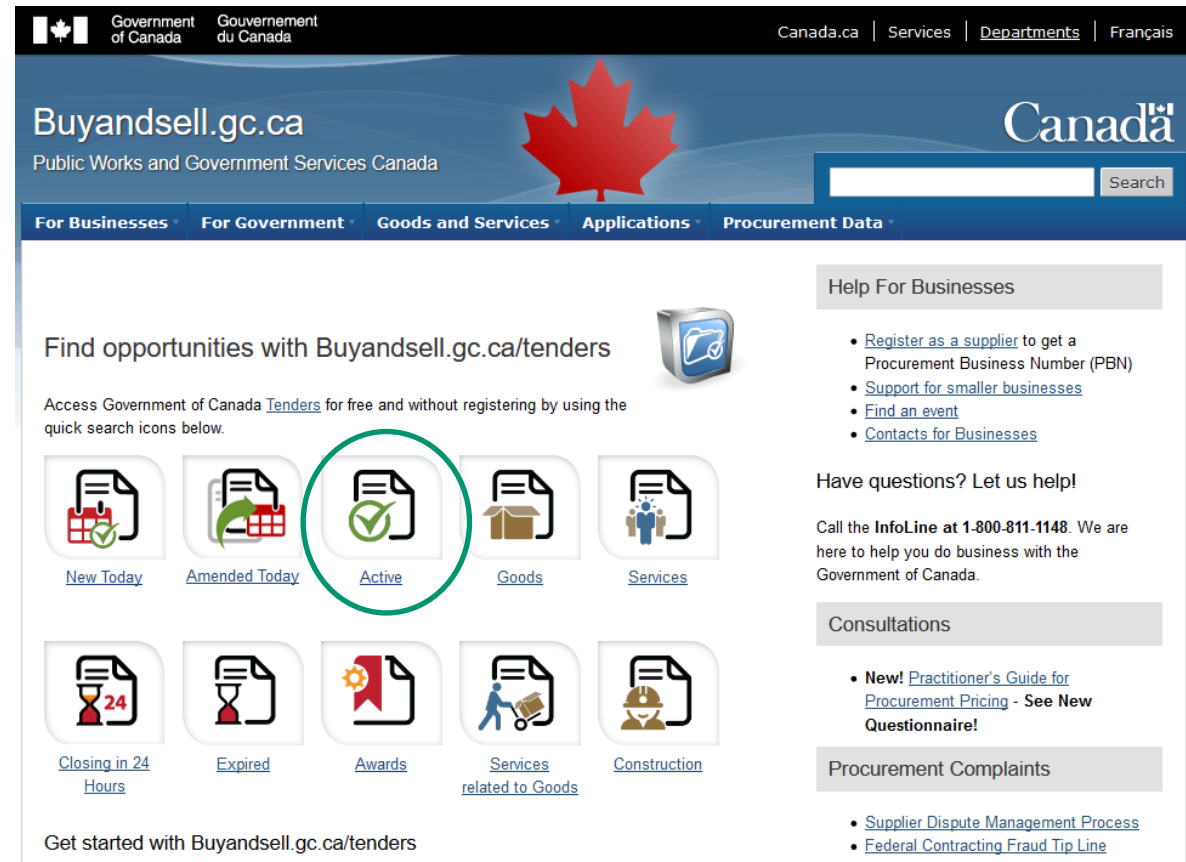 Government of Canada
Gouvernement du Canada
Canada.ca | Services | Departments | Français
Buyandsell.gc.ca
Public Works and Government Services Canada
Canada
Search
For Businesses
For Government
Goods and Services
Applications
Procurement Data
Find opportunities with Buyandsell.gc.ca/tenders
Access Government of Canada Tenders for free and without registering by using the
quick search icons below.
New Today
Amended Today
Active
Goods
Services
24
Closing in 24
Hours
Expired
Awards
Services
related to Goods
Construction
Get started with Buyandsell.gc.ca/tenders
Help For Businesses
• Register as a supplier to get a
Procurement Business Number (PBN)
• Support for smaller businesses
• Find an event
• Contacts for Businesses
Have questions? Let us help!
Call the InfoLine at 1-800-811-1148. We are
here to help you do business with the
Government of Canada.
Consultations
• New! Practitioner's Guide for
Procurement Pricing - See New
Questionnaire!
Procurement Complaints
• Supplier Dispute Management Process
• Federal Contracting Fraud Tip Line